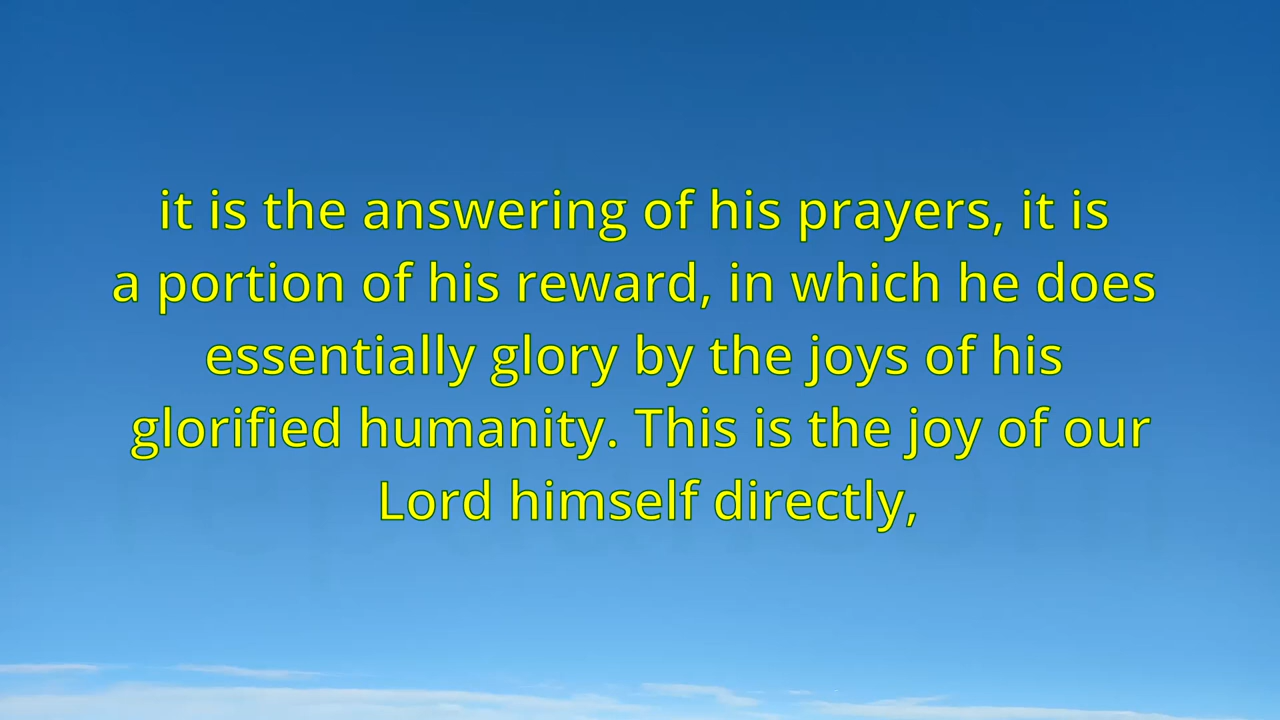 it is the answering of his prayers, it is
a portion of his reward, in which he does
essentially glory by the joys of his
glorified humanity. This is the joy of our
Lord himself directly,